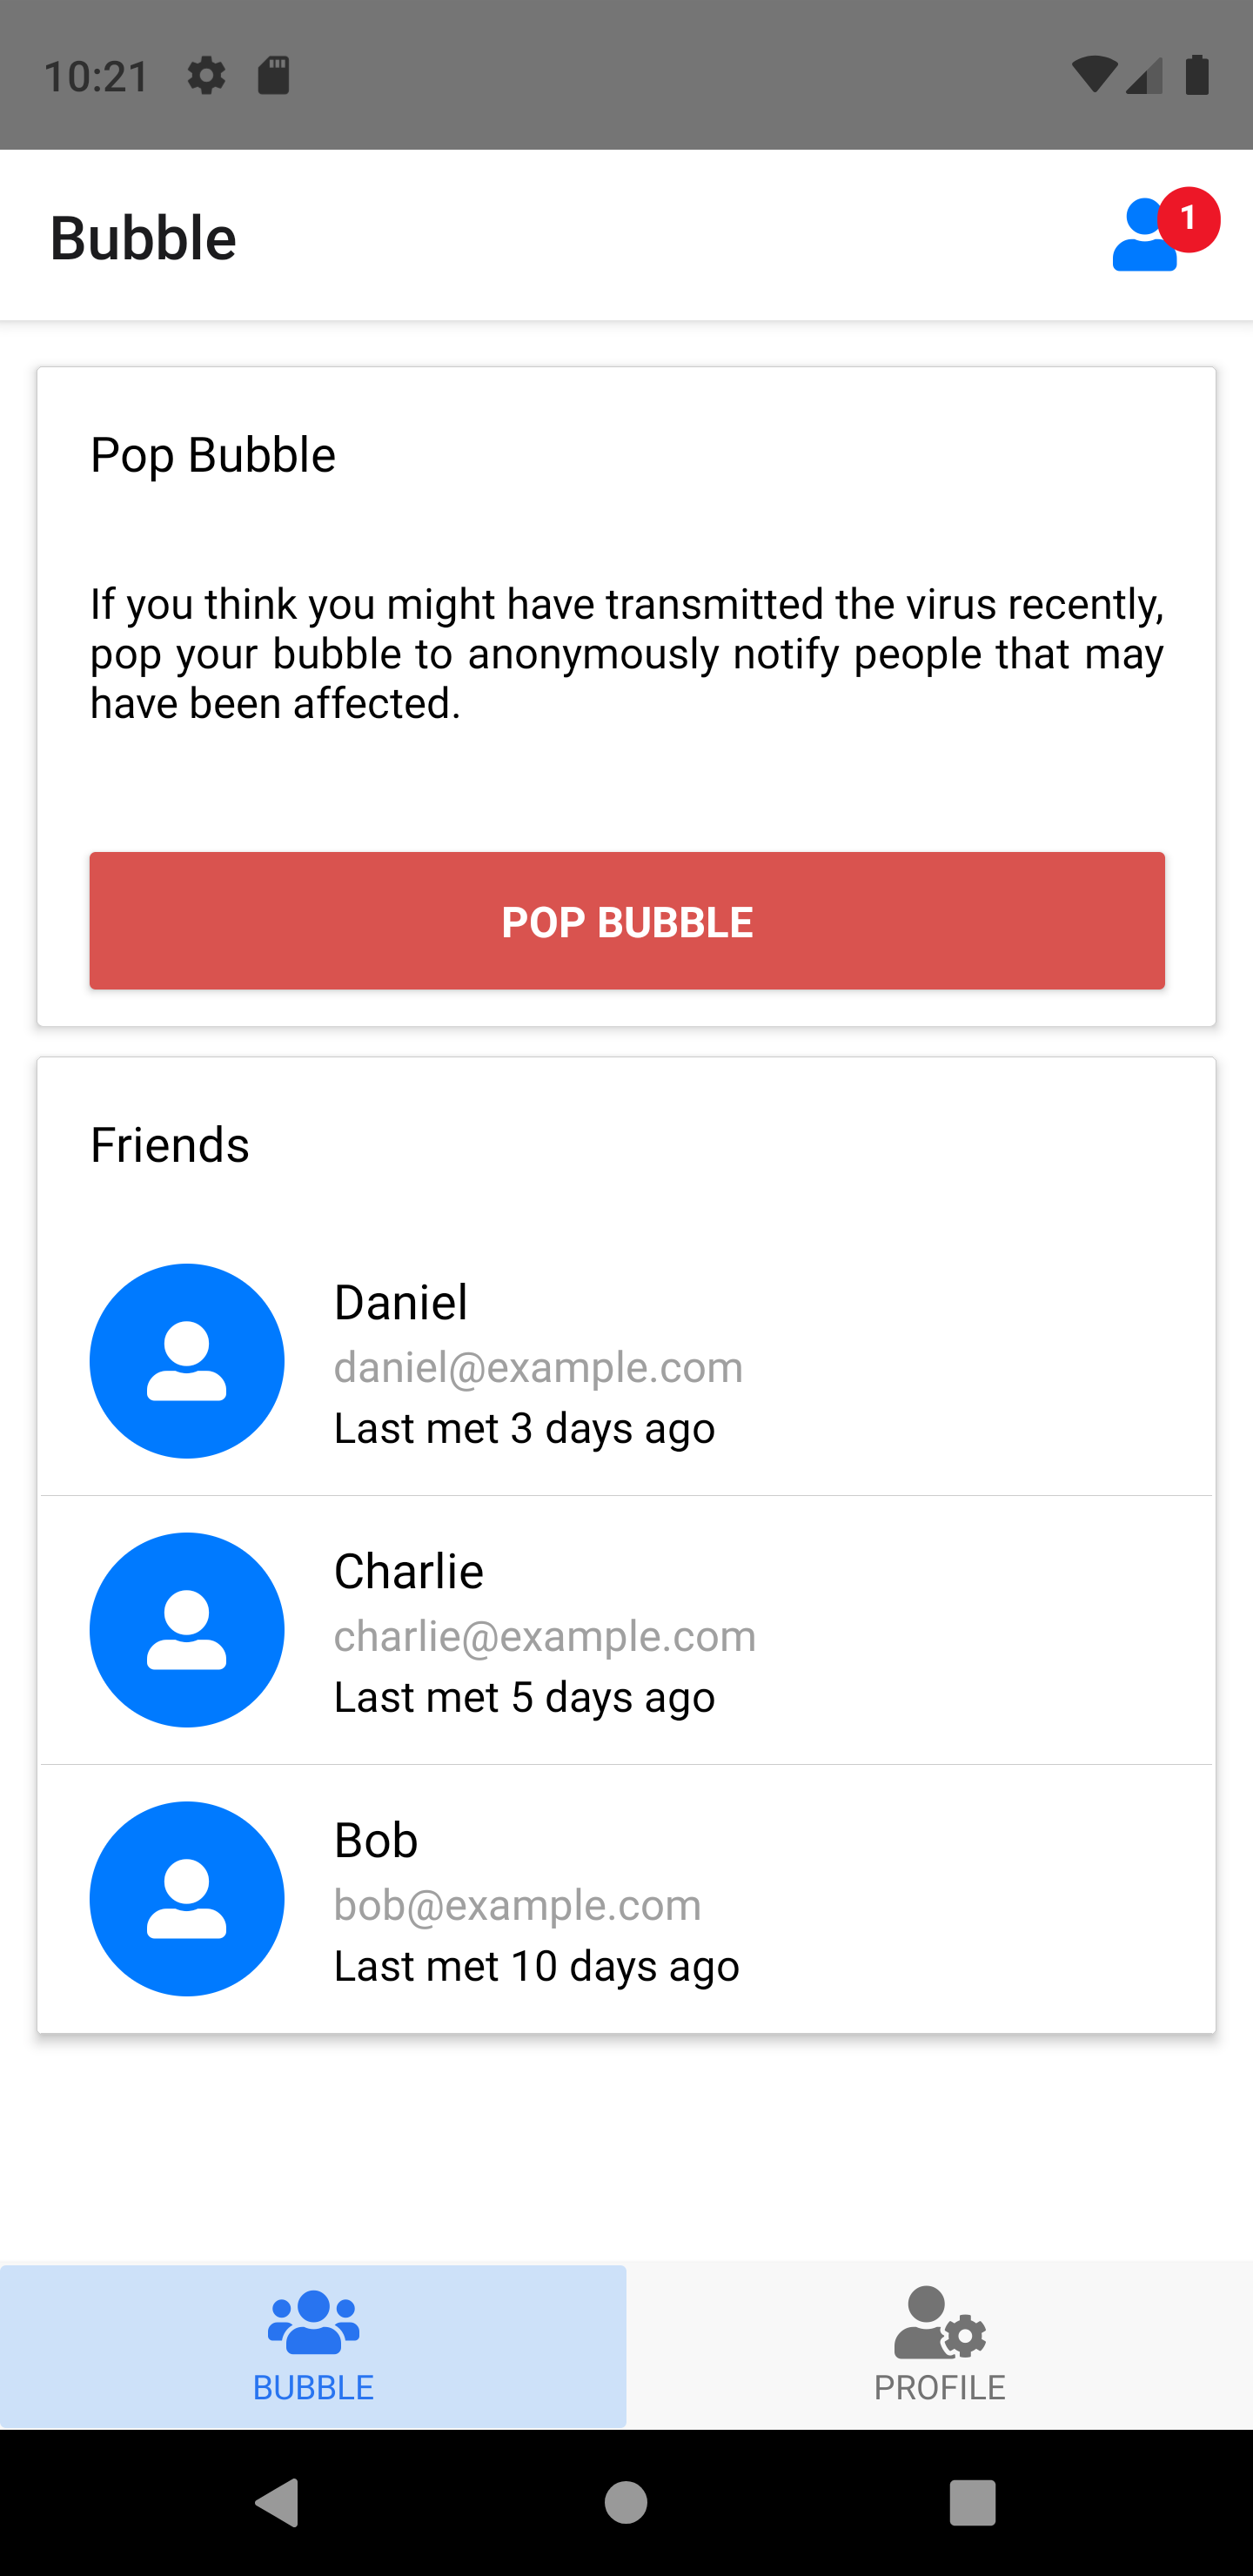 10:21
Bubble
1
Pop Bubble
If you think you might have transmitted the virus recently,
pop your bubble to anonymously notify people that may
have been affected.
POP BUBBLE
Friends
Daniel
daniel@example.com
Last met 3 days ago
Charlie
charlie@example.com
Last met 5 days ago
Bob
bob@example.com
Last met 10 days ago
BUBBLE
PROFILE